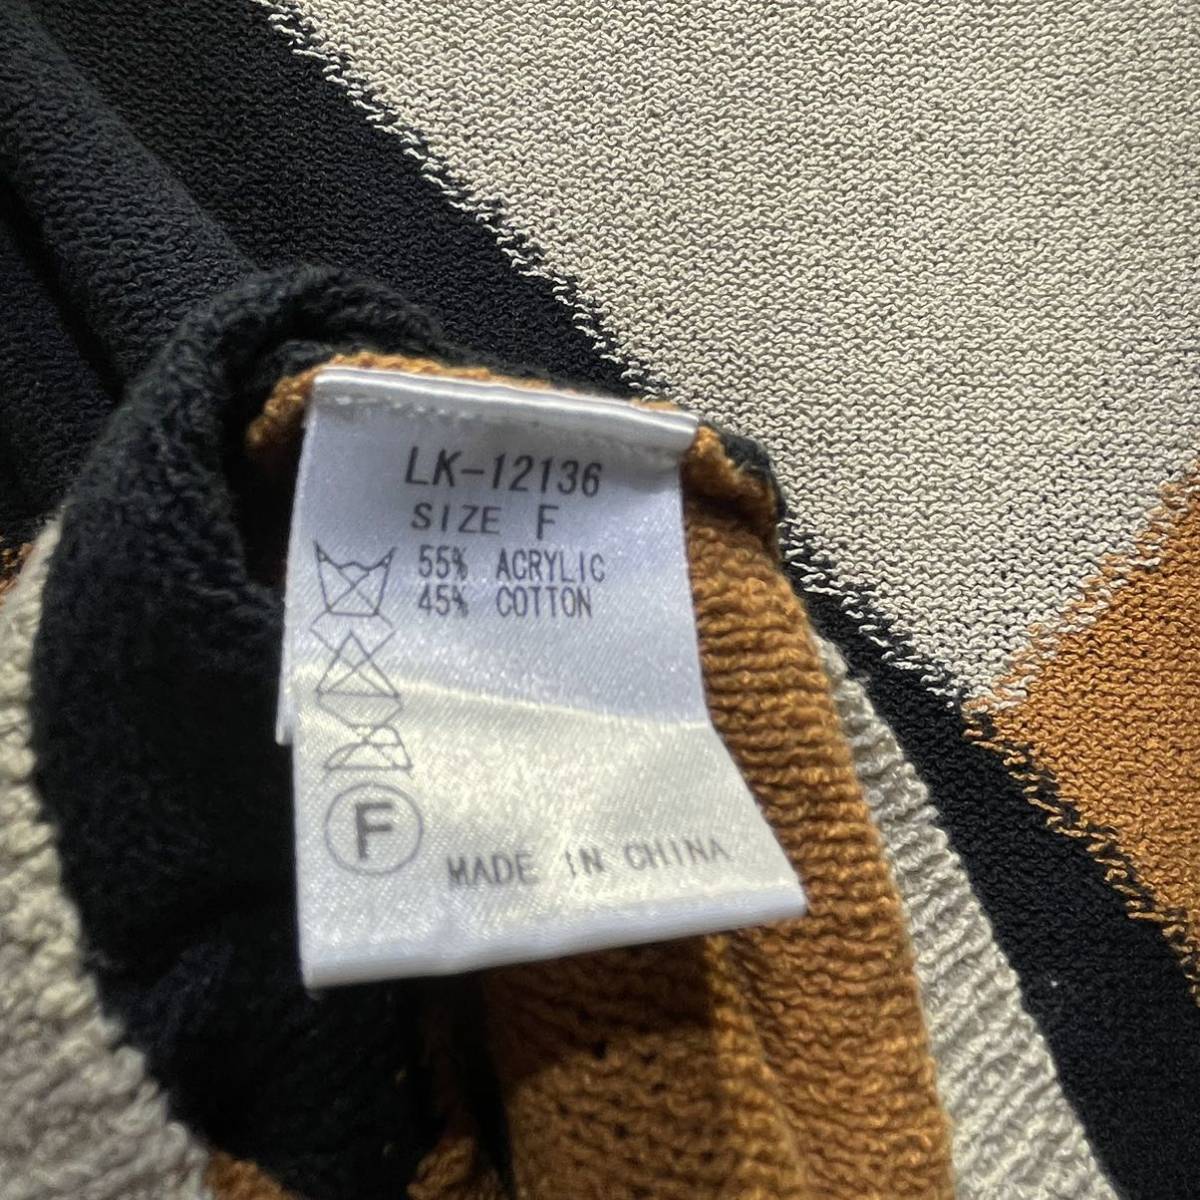 LK-12136
SIZE F
55% ACRYLIC
45% COTTON
F
MADE IN CHINA